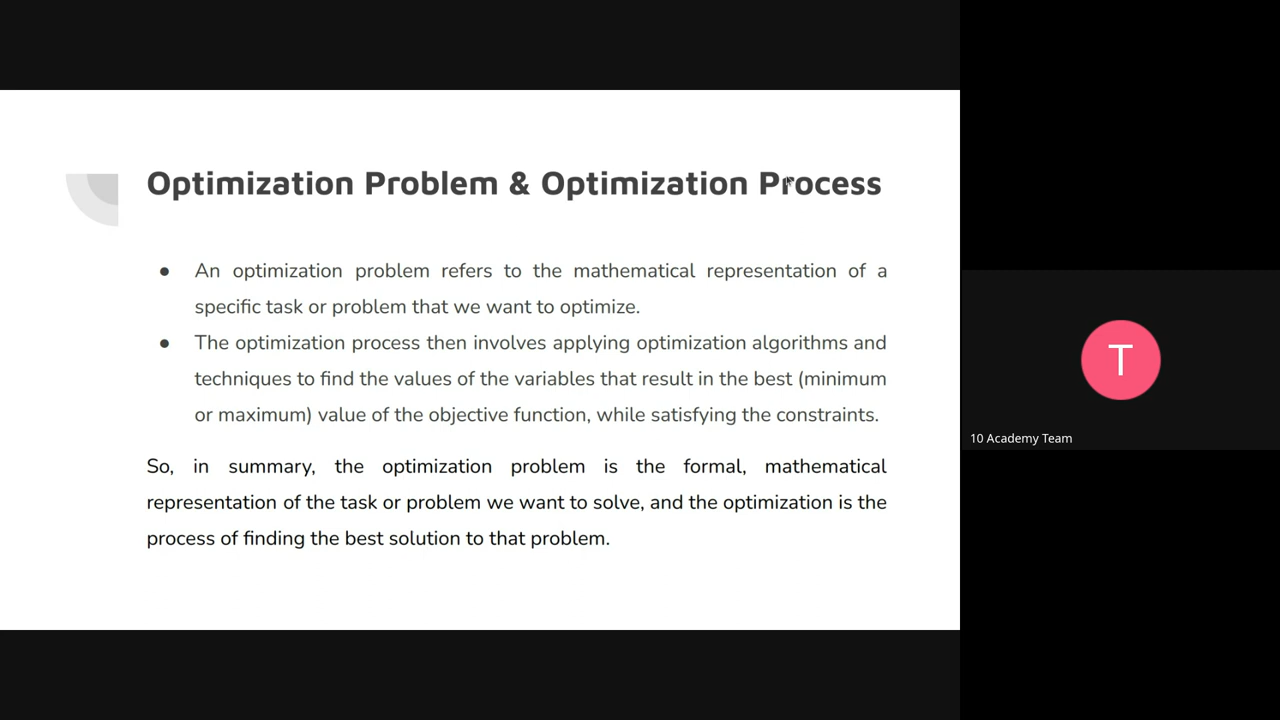 Optimization Problem & Optimization Process
● An optimization problem refers to the mathematical representation of a
specific task or problem that we want to optimize.
● The optimization process then involves applying optimization algorithms and
techniques to find the values of the variables that result in the best (minimum
or maximum) value of the objective function, while satisfying the constraints.
So, in summary, the optimization problem is the formal, mathematical
representation of the task or problem we want to solve, and the optimization is the
process of finding the best solution to that problem.
T
10 Academy Team